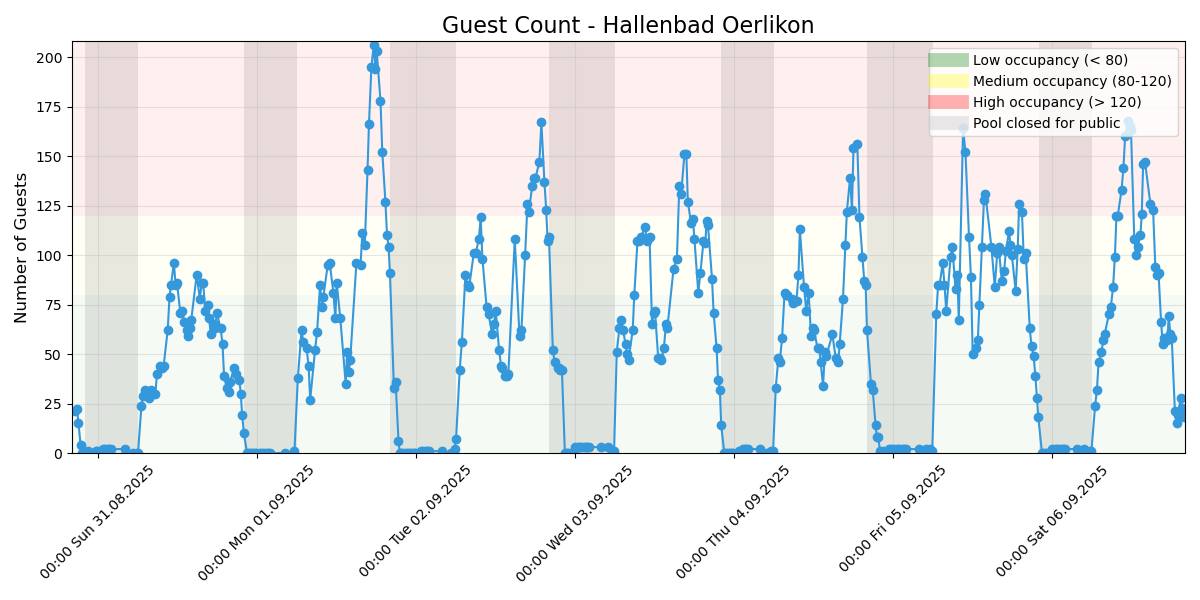 Guest Count - Hallenbad Oerlikon
Number of Guests
200
175
150
125
100
75
50
25
0
Low occupancy (< 80)
Medium occupancy (80-120)
High occupancy (> 120)
Pool closed for public
00:00 Sun 31.08.2025
00:00 Mon 01.09.2025
00:00 Tue 02.09.2025
00:00 Wed 03.09.2025
00:00 Thu 04.09.2025
00:00 Fri 05.09.2025
00:00 Sat 06.09.2025